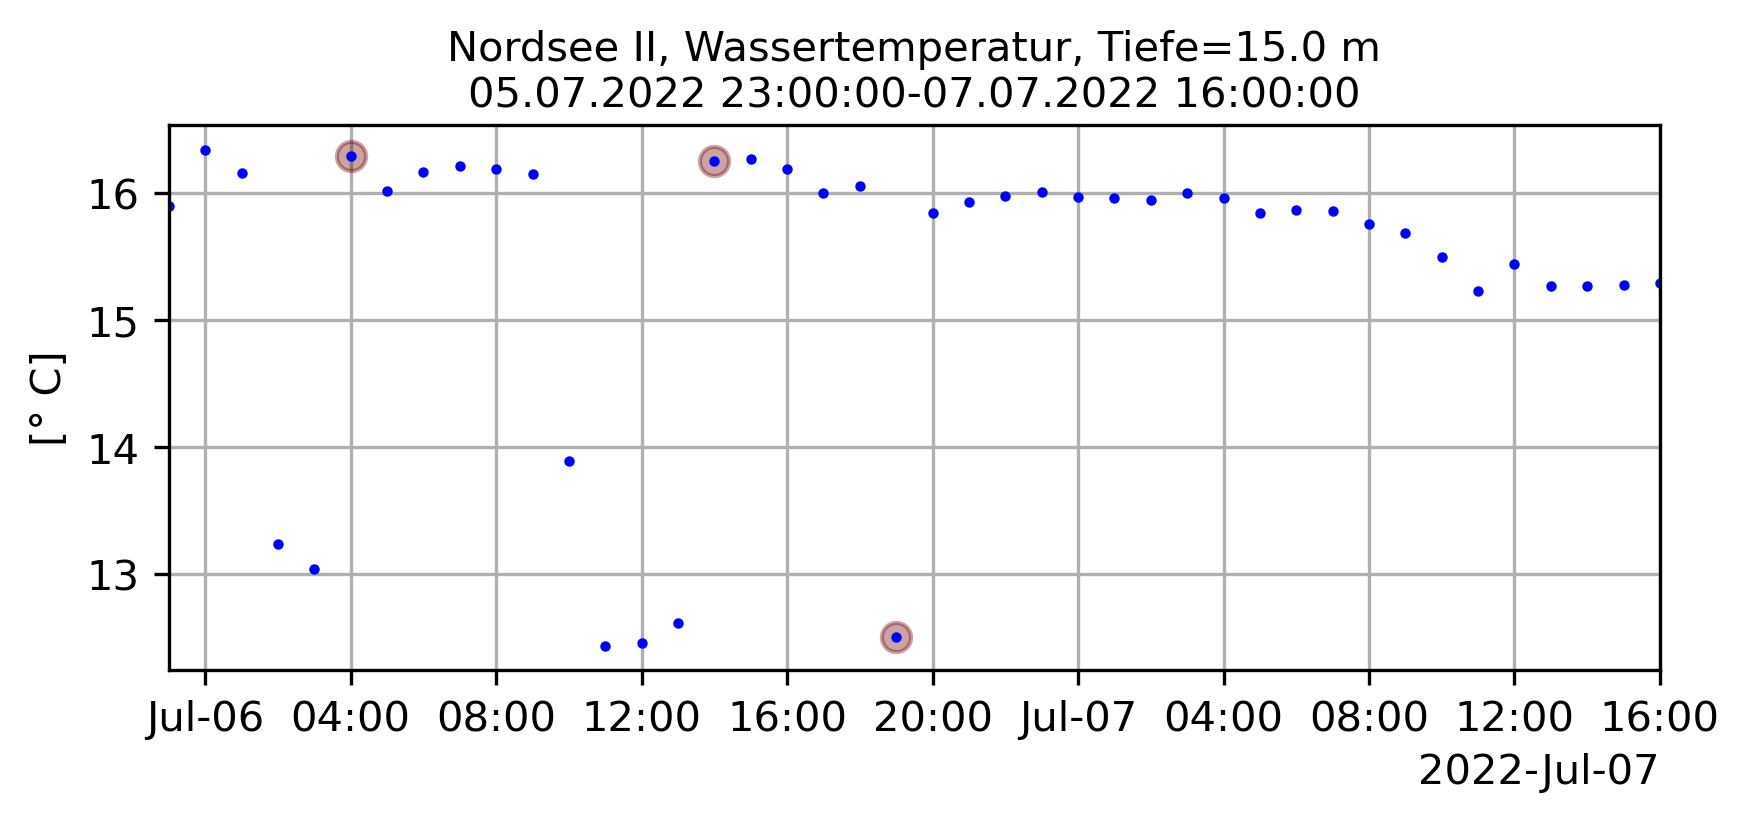 Nordsee II, Wassertemperatur, Tiefe=15.0 m
05.07.2022 23:00:00-07.07.2022 16:00:00
[° C]
16
15
14
13
Jul-06 04:00 08:00 12:00 16:00 20:00 Jul-07 04:00 08:00 12:00 16:00
2022-Jul-07